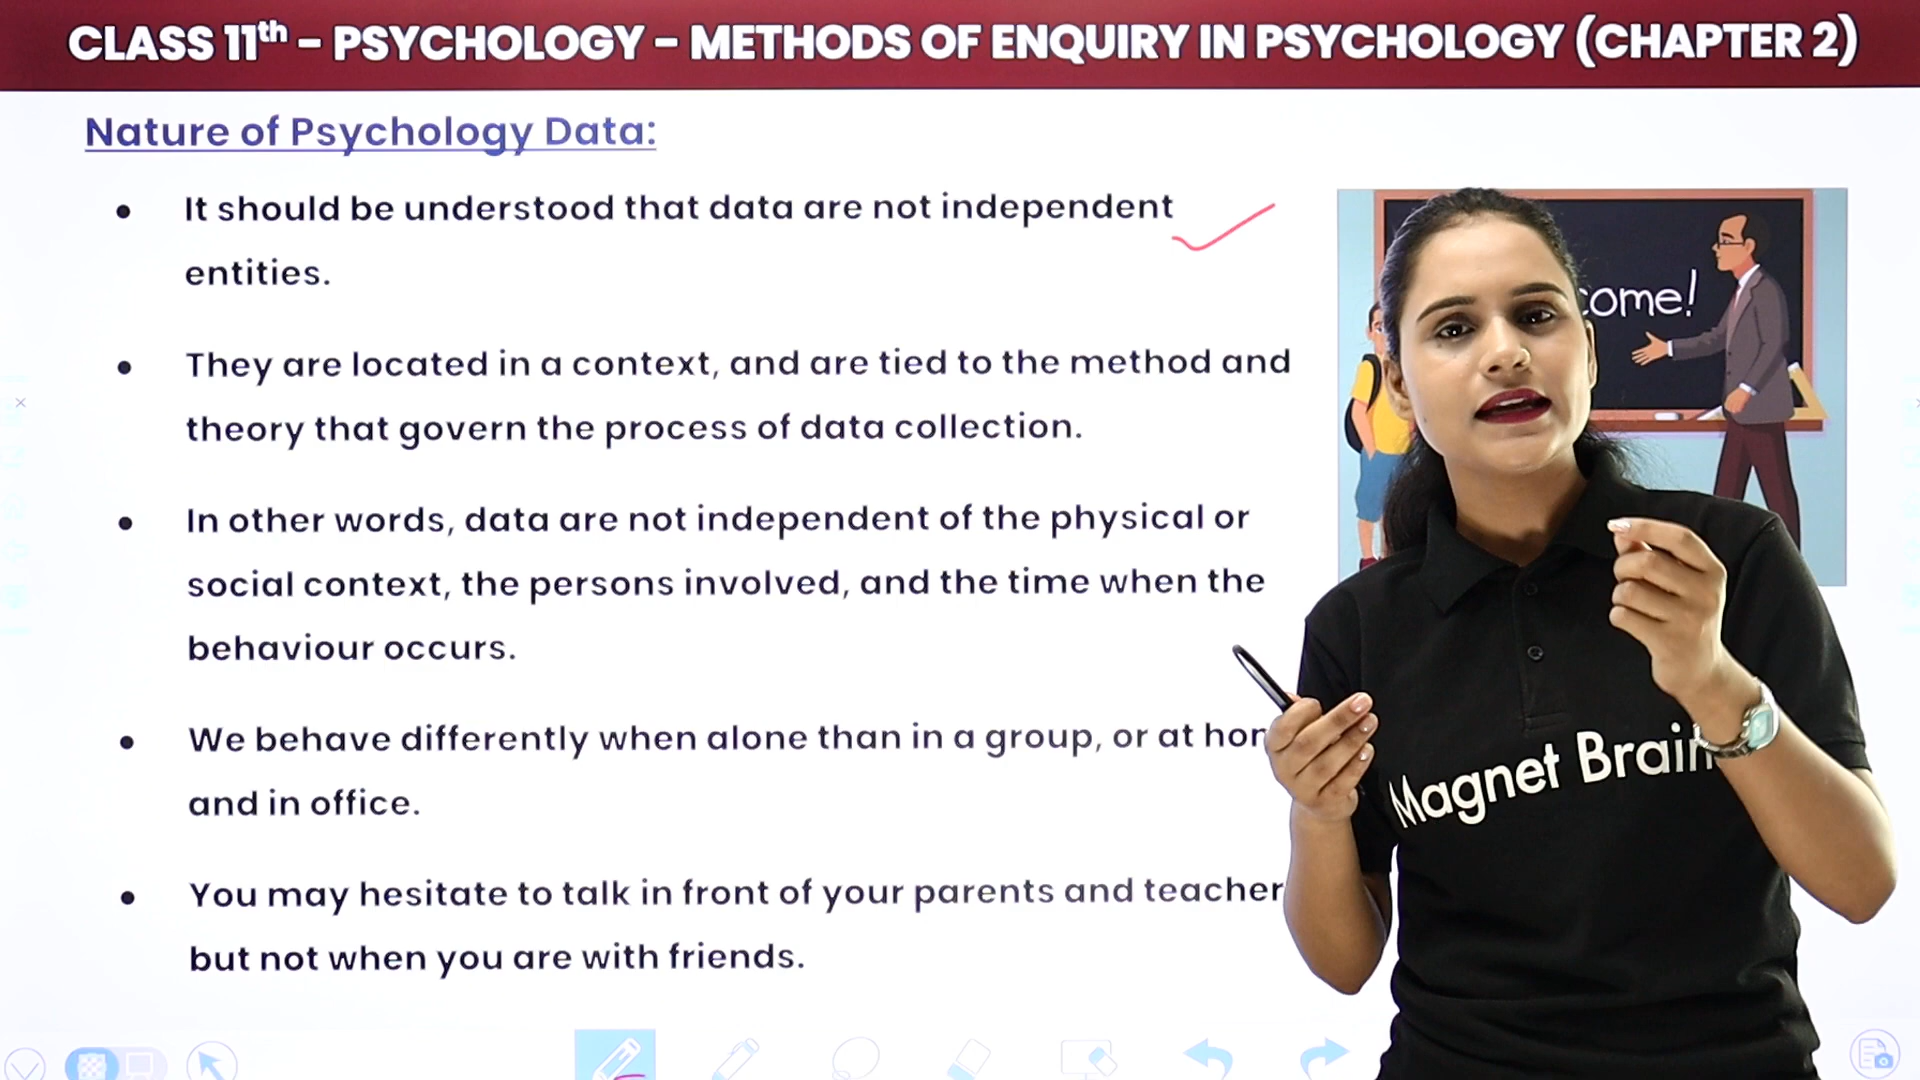 CLASS 11th - PSYCHOLOGY - METHODS OF ENQUIRY IN PSYCHOLOGY (CHAPTER 2)
Nature of Psychology Data:
• It should be understood that data are not independent
entities.
• They are located in a context, and are tied to the method and
theory that govern the process of data collection.
• In other words, data are not independent of the physical or
social context, the persons involved, and the time when the
behaviour occurs.
• We behave differently when alone than in a group, or at hom
and in office.
• You may hesitate to talk in front of your parents and teacher
but not when you are with friends.
come!
Magnet Brain